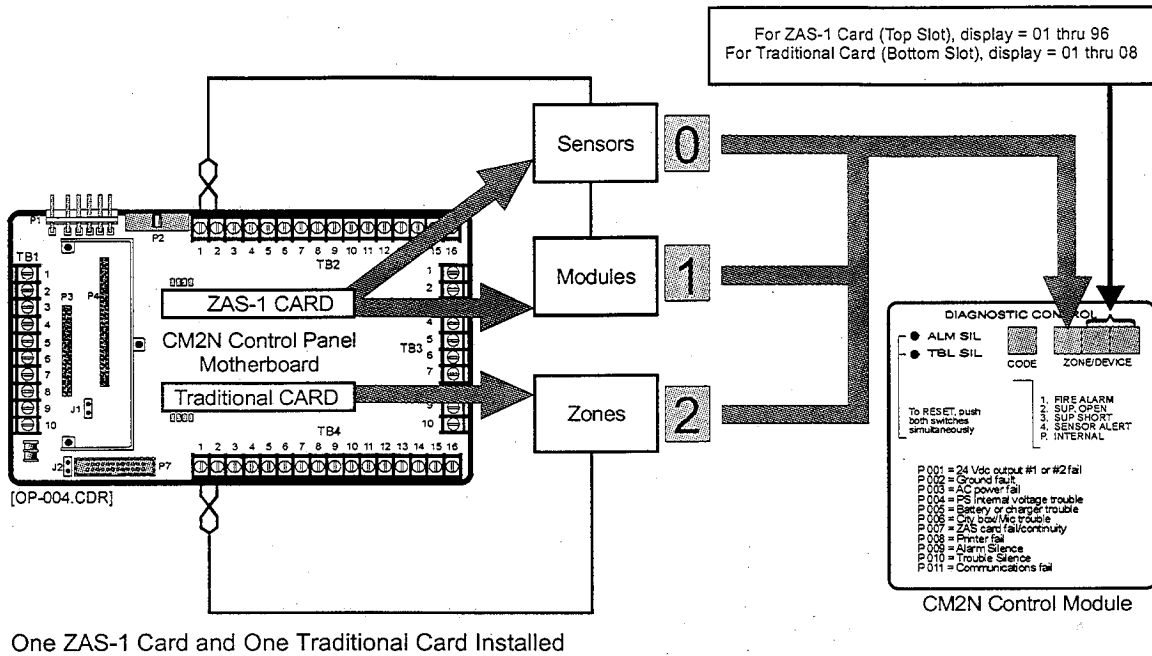 For ZAS-1 Card (Top Slot), display = 01 thru 96
For Traditional Card (Bottom Slot), display = 01 thru 08
Sensors
0
Modules
1
Zones
2
P1
P2
1 2 3 4 5 6 7 8 9 10 11 12 15 16
TB2
TB1
1
2
3
4
5
6
7
8
9
10
P3
P4
J1
J2
P7
ZAS-1 CARD
CM2N Control Panel
Motherboard
Traditional CARD
1
2
4
5
TB3
6
7
9
10
TB4
1 2 3 4 5 6 7 8 9 10 11 12 13 14 15 16
[OP-004.CDR]
DIAGNOSTIC CONTROL
ALM SIL
TBL SIL
CODE
ZONE/DEVICE
To RESET, push
both switches
simultaneously
1. FIRE ALARM
2. SUP. OPEN
3. SUP SHORT
4. SENSOR ALERT
P. INTERNAL
P 001 = 24 Vdc output #1 or #2 fail
P 002 = Ground fault
P 003 = AC power fail
P 004 = PS internal voltage trouble
P 005 = Battery or charger trouble
P 006 = City box/Mic trouble
P 007 = ZAS card fail/continuity
P 008 = Printer fail
P 009 = Alarm Silence
P 010 = Trouble Silence
P 011 = Communications fail
CM2N Control Module
One ZAS-1 Card and One Traditional Card Installed